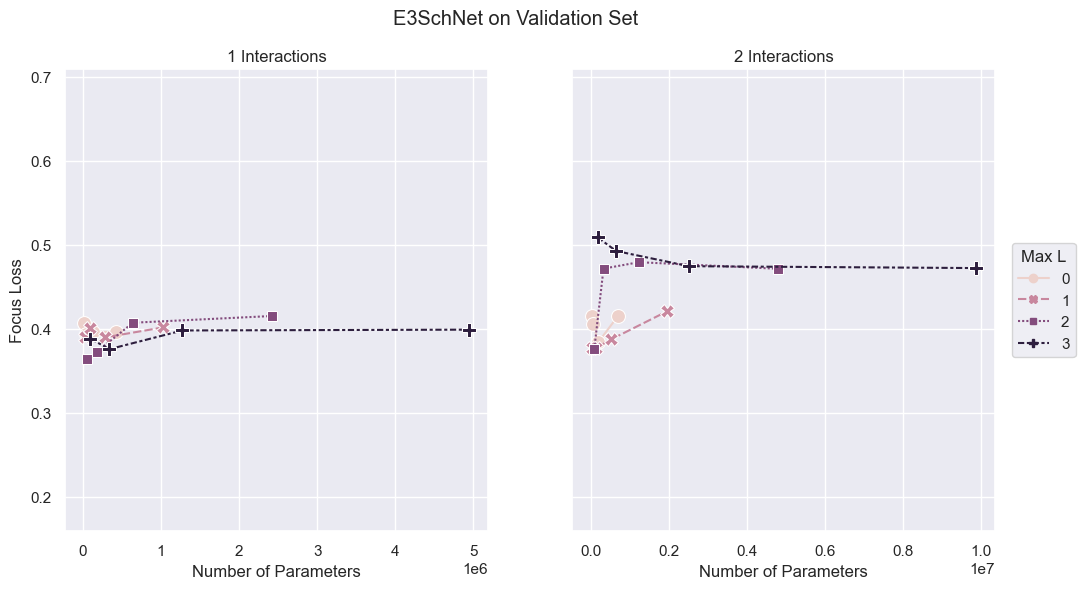 E3SchNet on Validation Set
1 Interactions
2 Interactions
0.7
0.6
0.5
0.4
0.3
0.2
Focus Loss
0 1 2 3 4 5
1e6
Number of Parameters
0.0 0.2 0.4 0.6 0.8 1.0
1e7
Number of Parameters
Max L
0
1
2
3